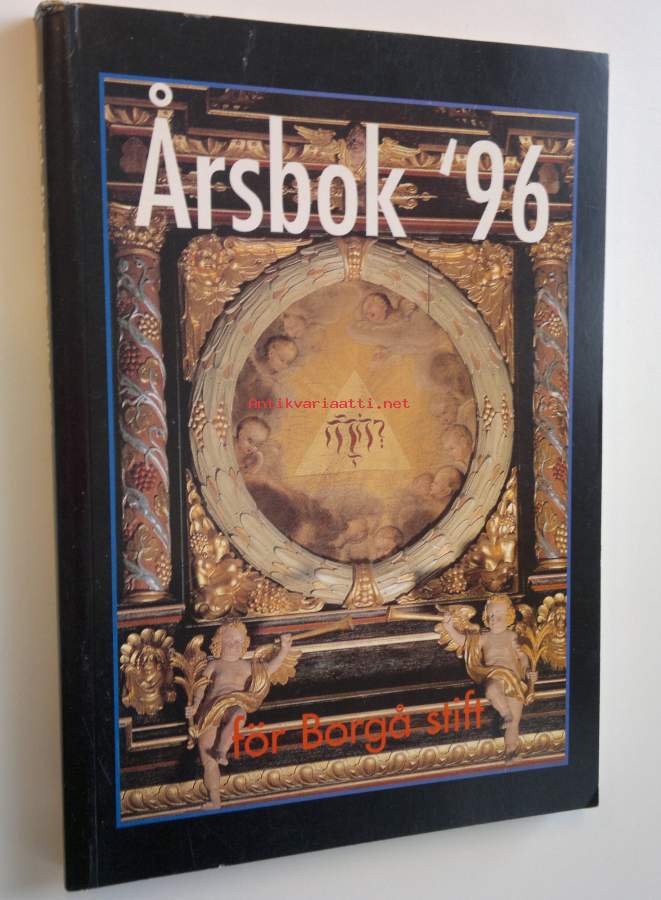 Årsbok '96
Antikvariaatti.net
för Borgå stift